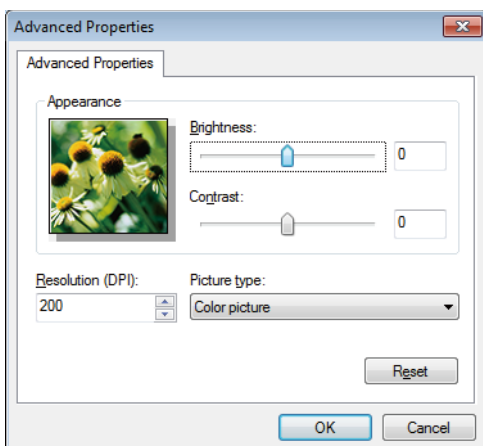 Advanced Properties
Advanced Properties
Appearance
Brightness:
0
Contrast:
0
Resolution (DPI):
Picture type:
200
Color picture
Reset
OK
Cancel